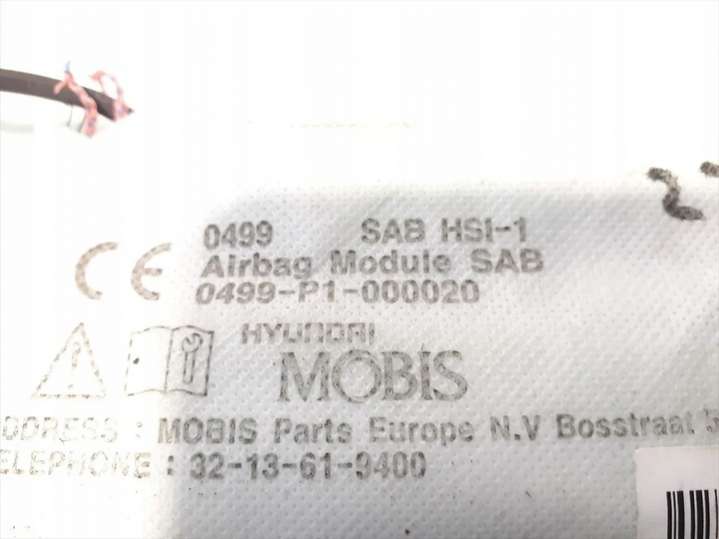 0499 SAB HSI-1
CE Airbag Module SAB
0499-P1-000020
HYUNDAI
MOBIS
DDRESS : MOBIS Parts Europe N.V Bosstraat 5
ELEPHONE : 32-13-61-9400